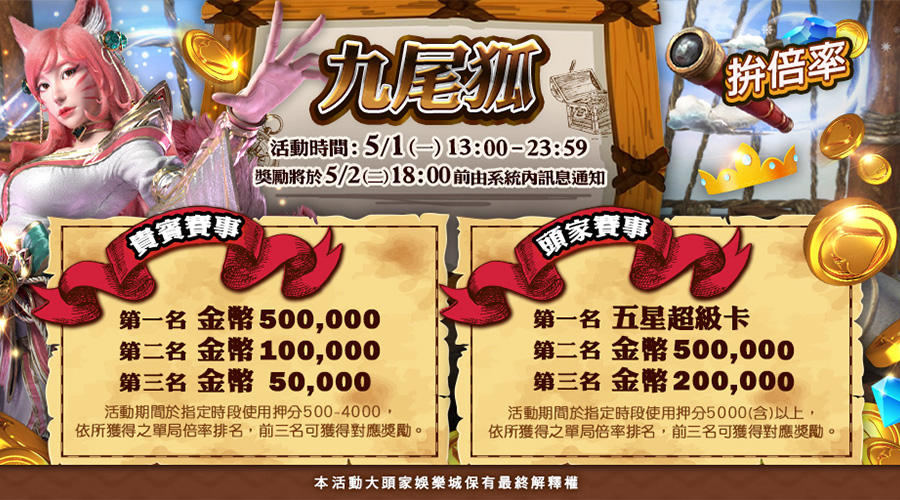 九尾狐
拚倍率
活動時間：5/1(一) 13:00-23:59
獎勵將於5/2(二)18:00前由系統內訊息通知
貴賓賽事
第一名 金幣 500,000
第二名 金幣 100,000
第三名 金幣 50,000
活動期間於指定時段使用押分500-4000，
依所獲得之單局倍率排名，前三名可獲得對應獎勵。
頭家賽事
第一名 五星超級卡
第二名 金幣 500,000
第三名 金幣 200,000
活動期間於指定時段使用押分5000(含)以上，
依所獲得之單局倍率排名，前三名可獲得對應獎勵。
本活動大頭家娛樂城保有最終解釋權